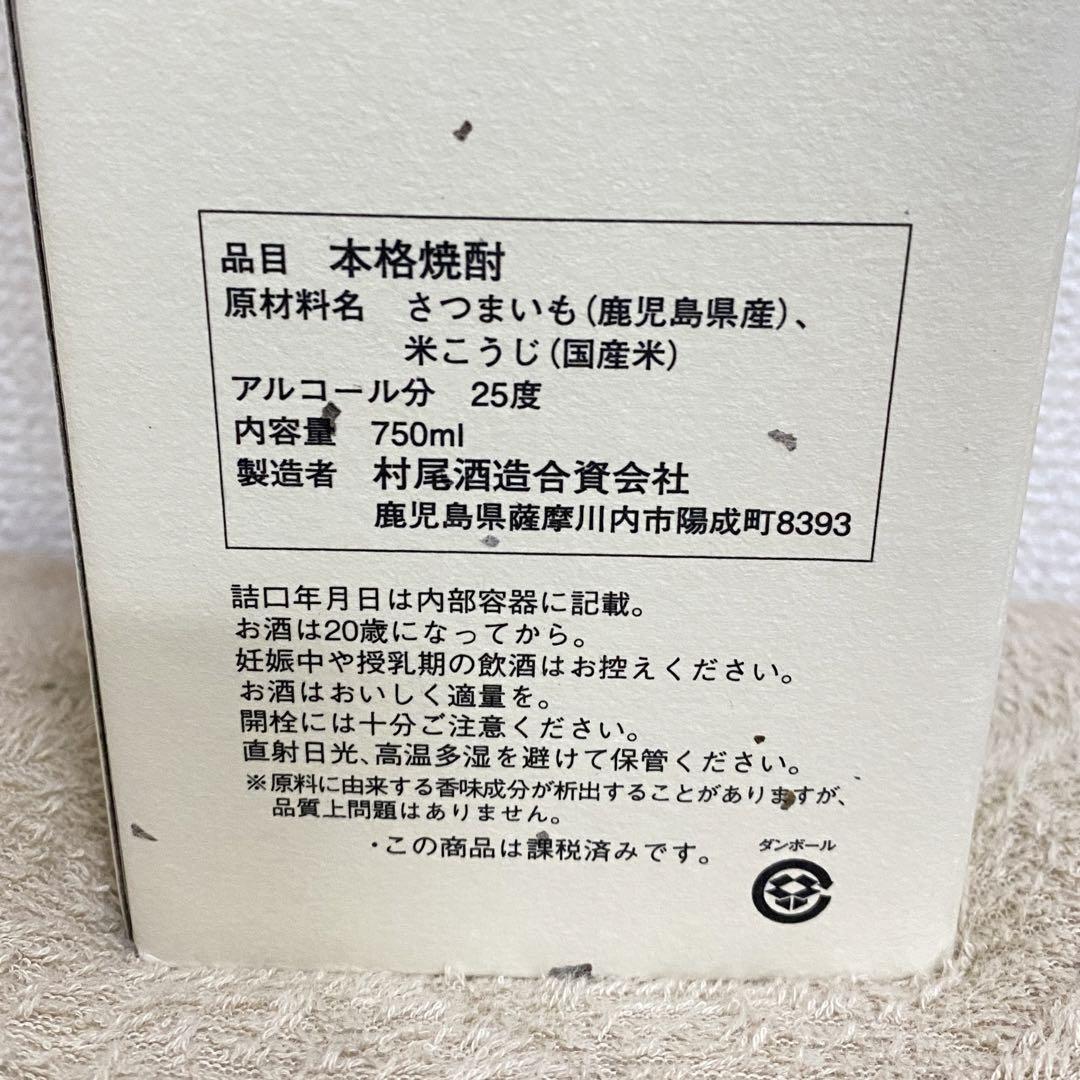 品目 本格焼酎
原材料名 さつまいも(鹿児島県産)、
米こうじ(国産米)
アルコール分 25度
内容量 750ml
製造者 村尾酒造合資会社
鹿児島県薩摩川内市陽成町8393
詰口年月日は内部容器に記載。
お酒は20歳になってから。
妊娠中や授乳期の飲酒はお控えください。
お酒はおいしく適量を。
開栓には十分ご注意ください。
直射日光、高温多湿を避けて保管ください。
※原料に由来する香味成分が析出することがありますが、
品質上問題はありません。
・この商品は課税済みです。
ダンボール